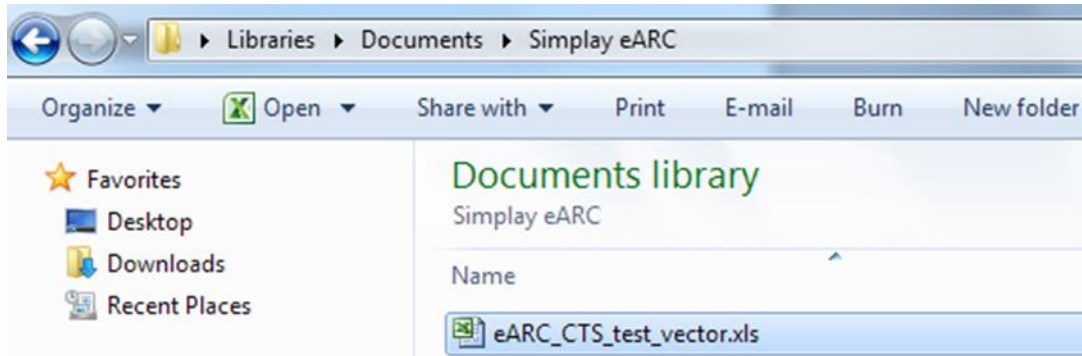 Libraries Documents Simplay eARC
Organize Open Share with Print E-mail Burn New folder
Favorites
Desktop
Downloads
Recent Places
Documents library
Simplay eARC
Name
eARC_CTS_test_vector.xls